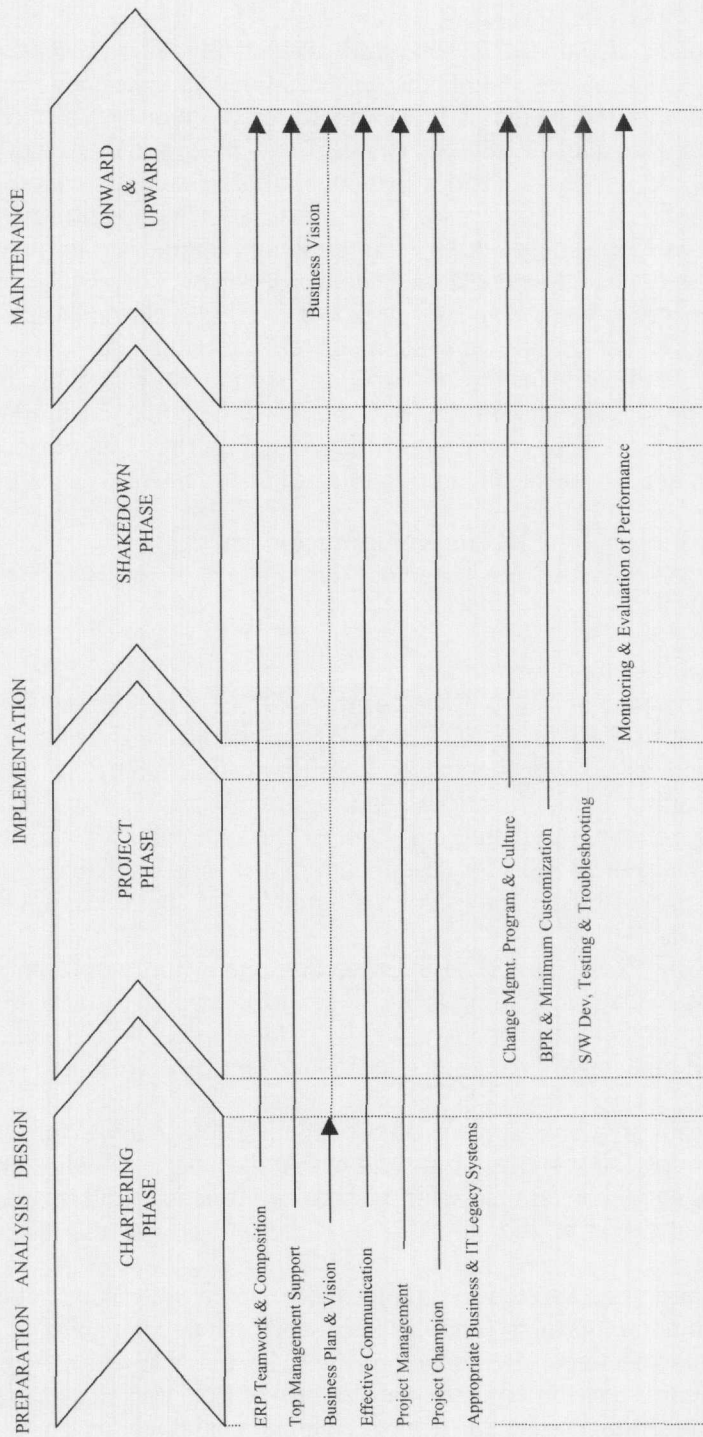 PREPARATION ANALYSIS DESIGN
IMPLEMENTATION
MAINTENANCE
CHARTERING
PHASE
PROJECT
PHASE
SHAKEDOWN
PHASE
ONWARD
&
UPWARD
ERP Teamwork & Composition
Top Management Support
Business Plan & Vision
Business Vision
Effective Communication
Project Management
Project Champion
Appropriate Business & IT Legacy Systems
Change Mgmt. Program & Culture
BPR & Minimum Customization
S/W Dev, Testing & Troubleshooting
Monitoring & Evaluation of Performance